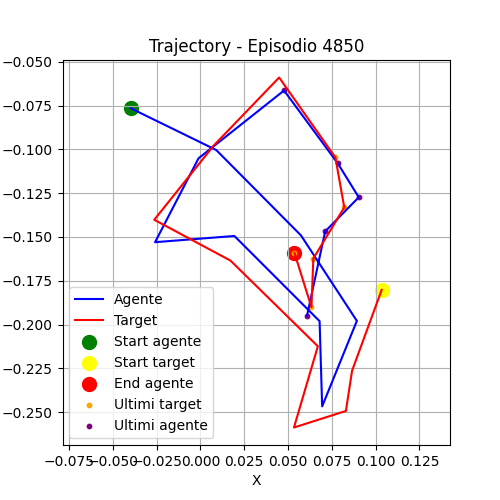 Trajectory - Episodio 4850
−0.050
−0.075
−0.100
−0.125
−0.150
−0.175
−0.200
−0.225
−0.250
Agente
Target
Start agente
Start target
End agente
Ultimi target
Ultimi agente
−0.075 −0.050 −0.025 0.000 0.025 0.050 0.075 0.100 0.125
X